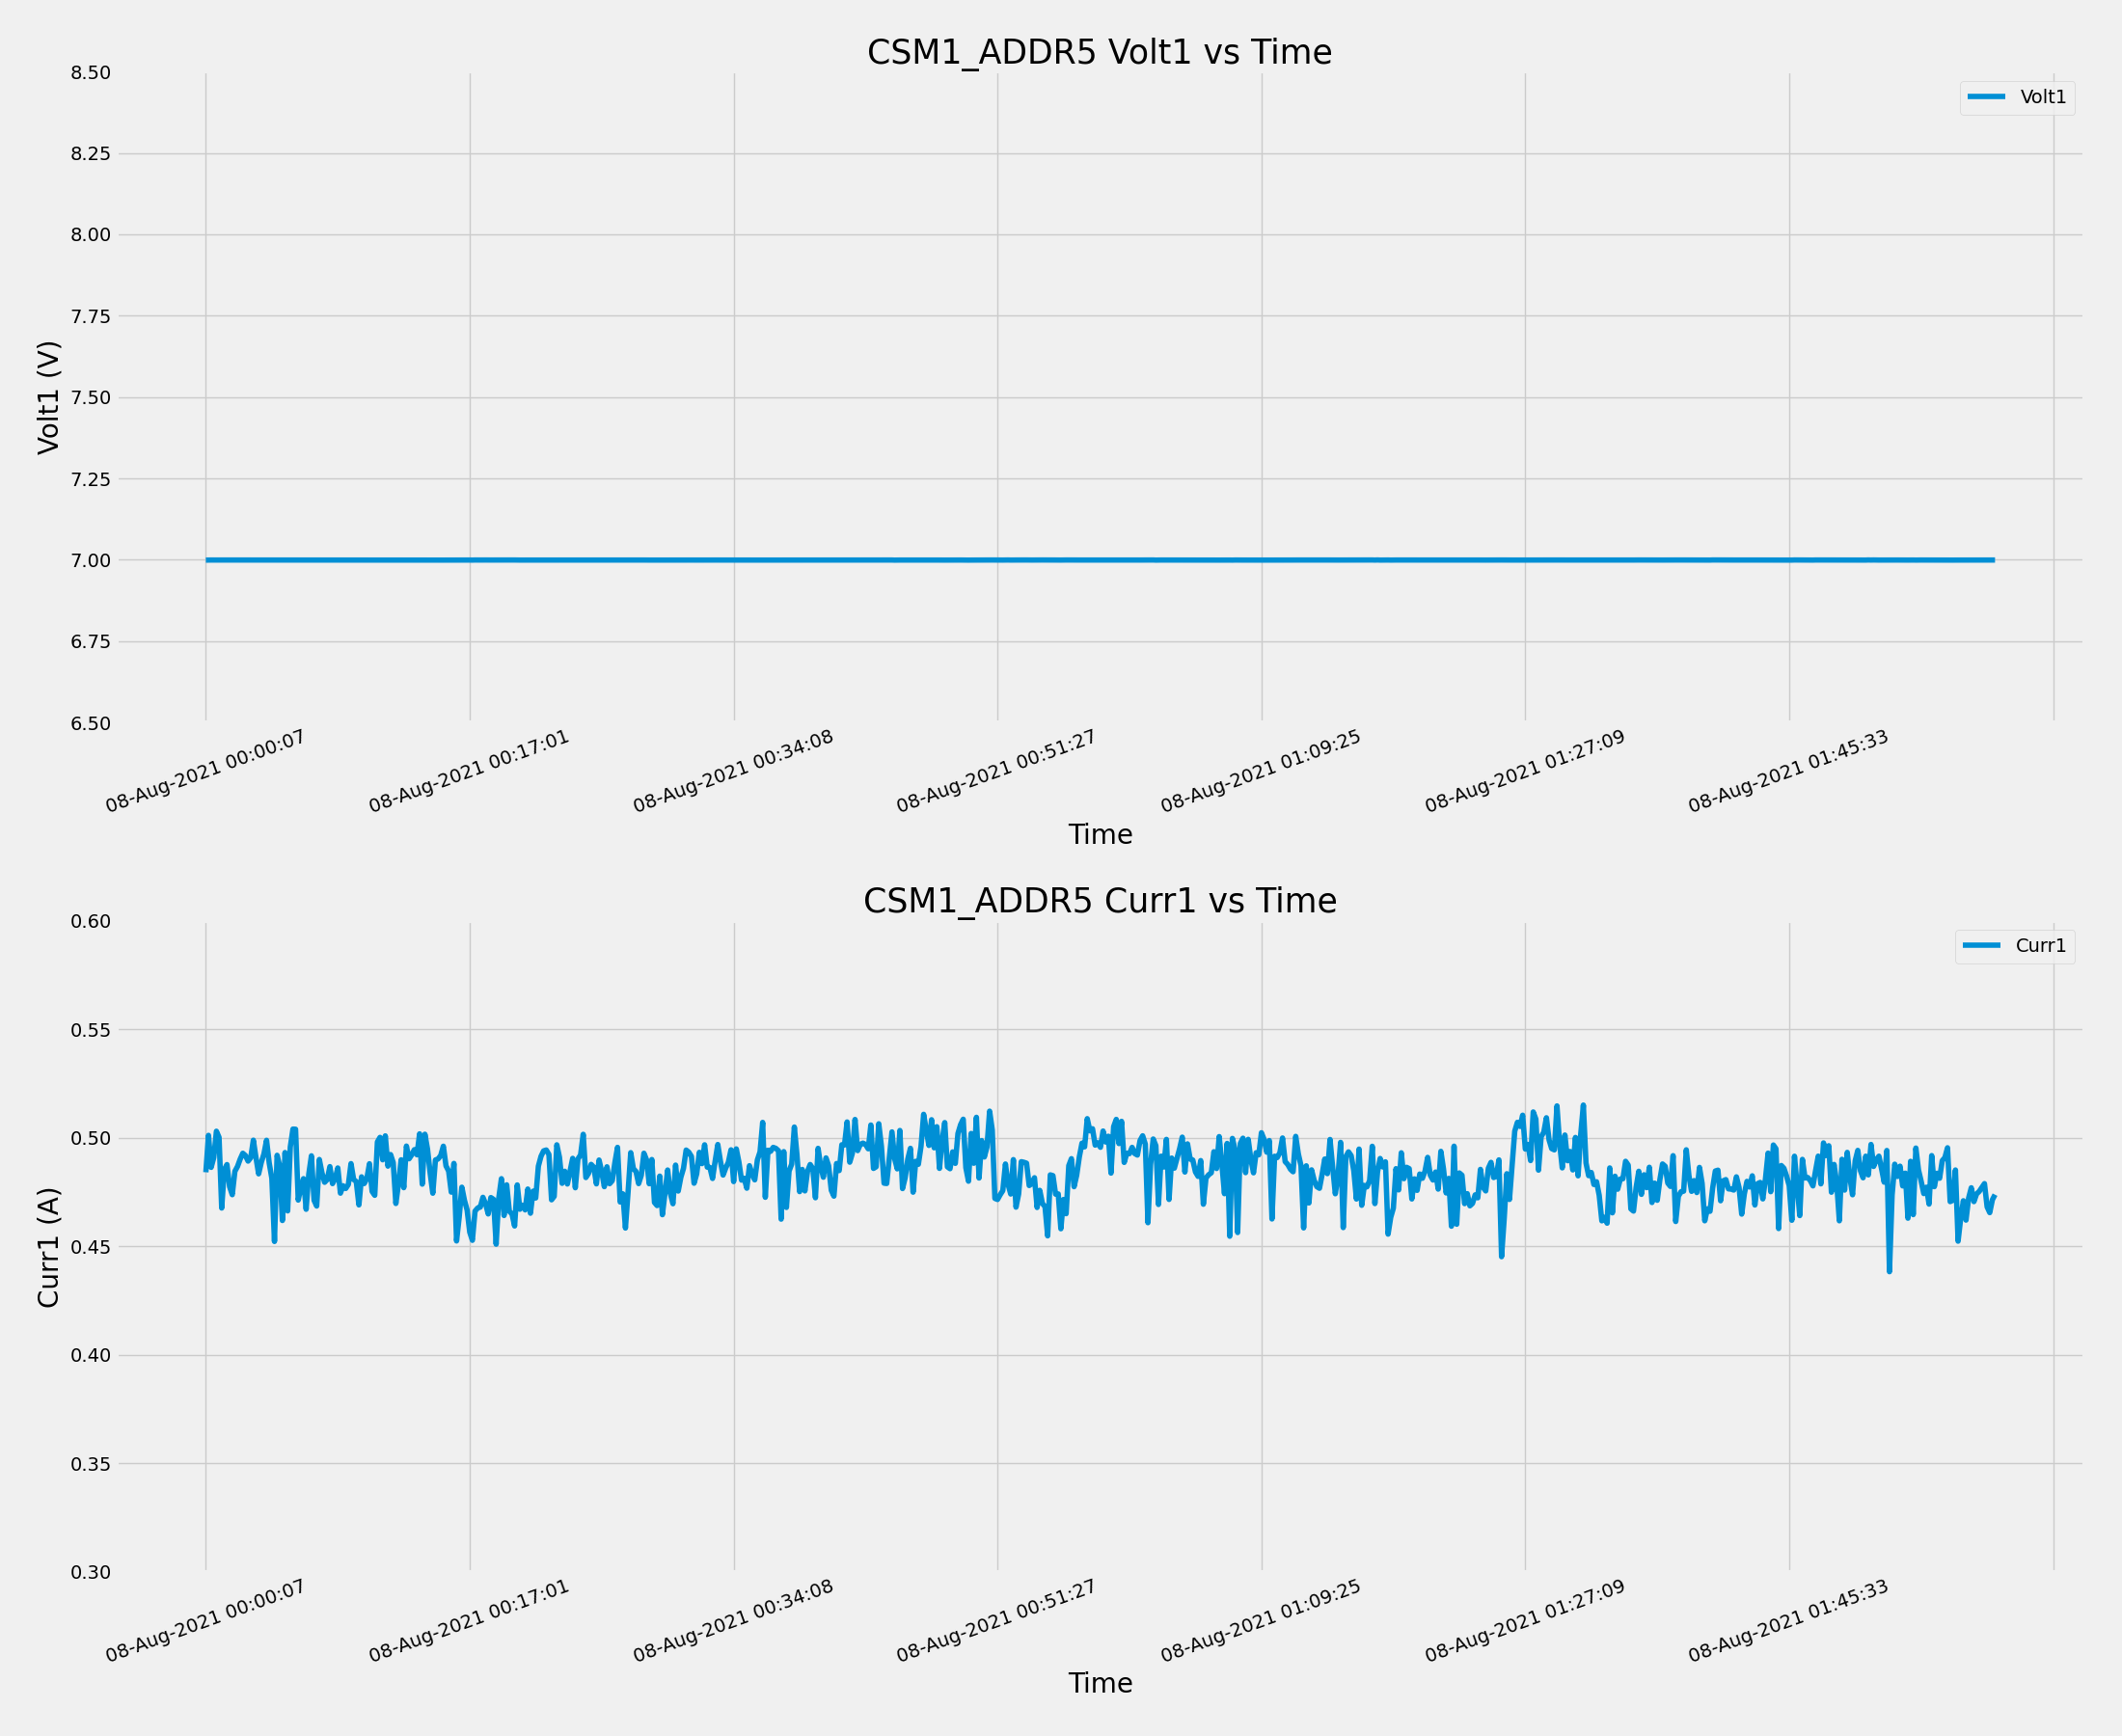 CSM1_ADDR5 Volt1 vs Time
8.50
Volt1
8.25
8.00
7.75
7.50
Volt1 (V)
7.25
7.00
6.75
6.50
08-Aug-2021 00:00:07
08-Aug-2021 00:17:01
08-Aug-2021 00:34:08
08-Aug-2021 00:51:27
08-Aug-2021 01:09:25
08-Aug-2021 01:27:09
08-Aug-2021 01:45:33
Time
CSM1_ADDR5 Curr1 vs Time
0.60
Curr1
0.55
0.50
0.45
Curr1 (A)
0.40
0.35
0.30
08-Aug-2021 00:00:07
08-Aug-2021 00:17:01
08-Aug-2021 00:34:08
08-Aug-2021 00:51:27
08-Aug-2021 01:09:25
08-Aug-2021 01:27:09
08-Aug-2021 01:45:33
Time